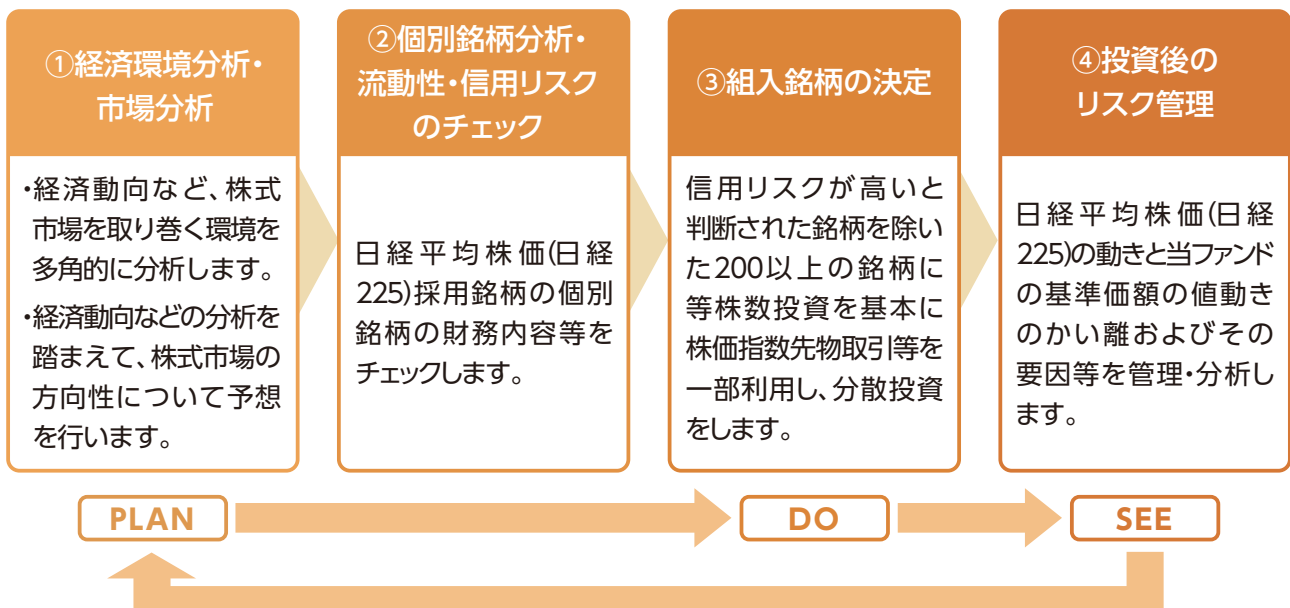 ①経済環境分析・
市場分析
・経済動向など、株式
市場を取り巻く環境を
多角的に分析します。
・経済動向などの分析を
踏まえて、株式市場の
方向性について予想
を行います。
②個別銘柄分析・
流動性・信用リスク
のチェック
日経平均株価(日経
225)採用銘柄の個別
銘柄の財務内容等を
チェックします。
③組入銘柄の決定
信用リスクが高いと
判断された銘柄を除い
た200以上の銘柄に
等株数投資を基本に
株価指数先物取引等を
一部利用し、分散投資
をします。
④投資後の
リスク管理
日経平均株価(日経
225)の動きと当ファンド
の基準価額の値動き
のかい離およびその
要因等を管理・分析し
ます。
PLAN
DO
SEE